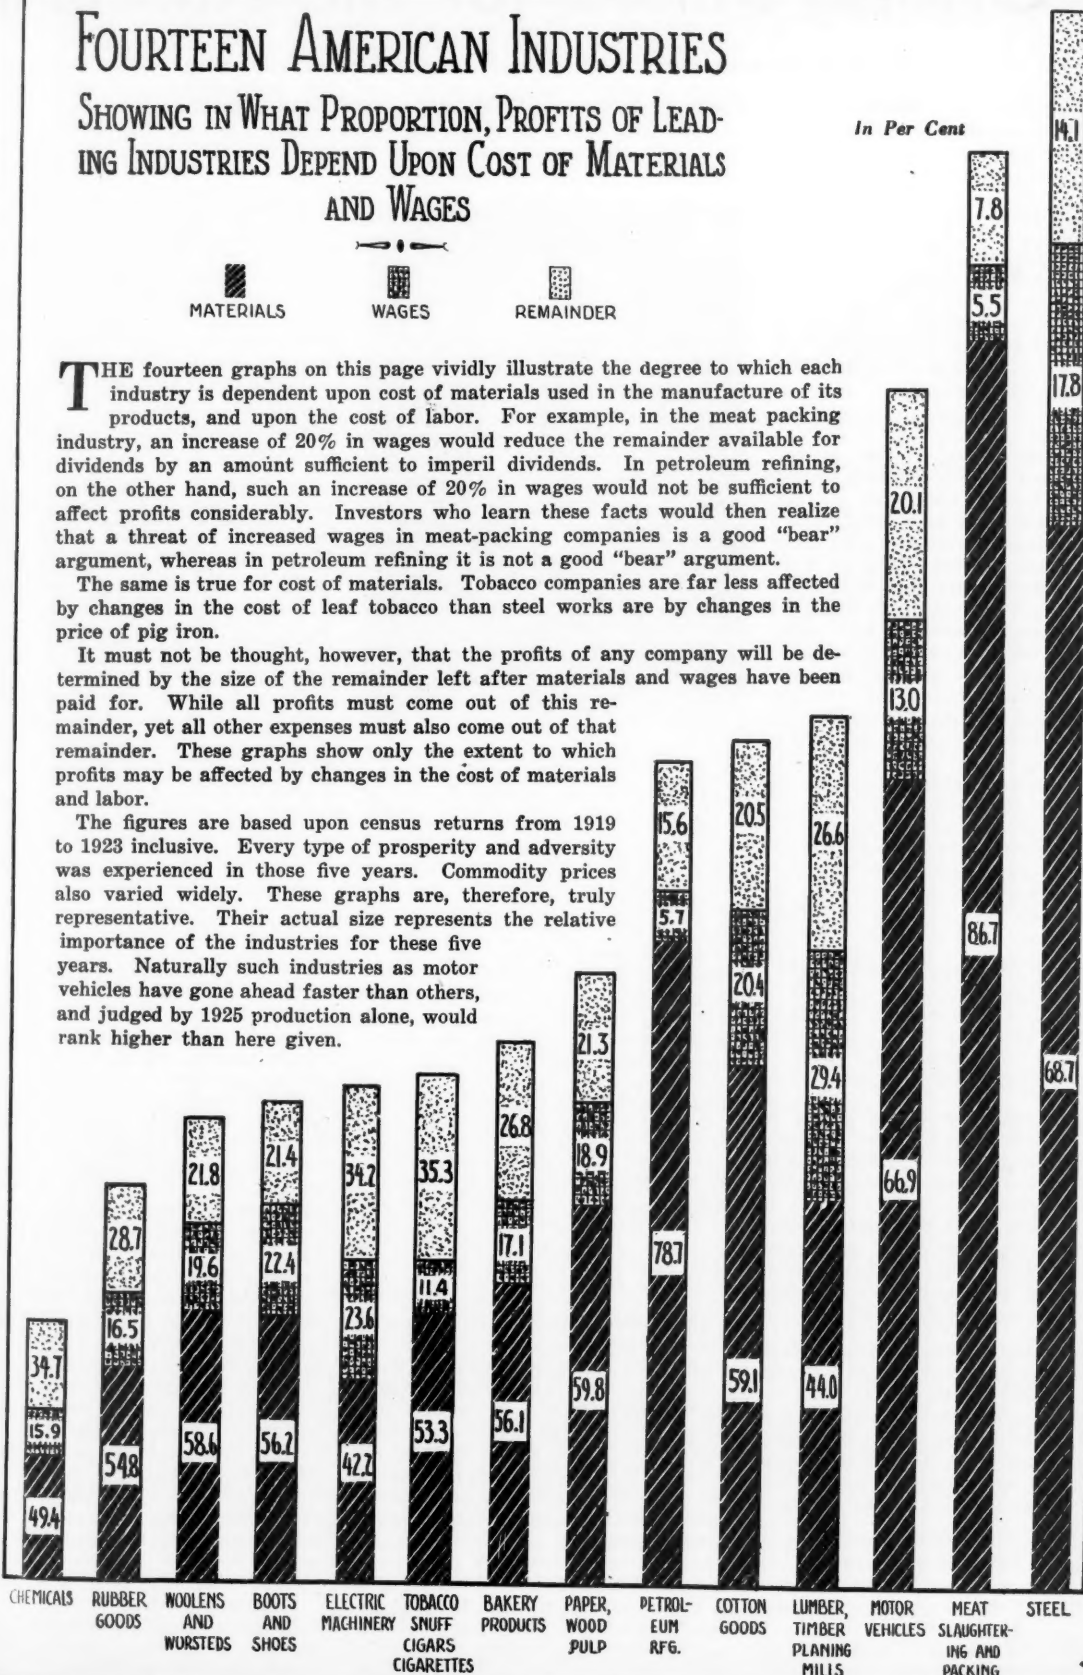 FOURTEEN AMERICAN INDUSTRIES
SHOWING IN WHAT PROPORTION, PROFITS OF LEAD-
ING INDUSTRIES DEPEND UPON COST OF MATERIALS
AND WAGES
In Per Cent
MATERIALS WAGES REMAINDER
THE fourteen graphs on this page vividly illustrate the degree to which each
industry is dependent upon cost of materials used in the manufacture of its
products, and upon the cost of labor. For example, in the meat packing
industry, an increase of 20% in wages would reduce the remainder available for
dividends by an amount sufficient to imperil dividends. In petroleum refining,
on the other hand, such an increase of 20% in wages would not be sufficient to
affect profits considerably. Investors who learn these facts would then realize
that a threat of increased wages in meat-packing companies is a good "bear"
argument, whereas in petroleum refining it is not a good "bear" argument.
The same is true for cost of materials. Tobacco companies are far less affected
by changes in the cost of leaf tobacco than steel works are by changes in the
price of pig iron.
It must not be thought, however, that the profits of any company will be de-
termined by the size of the remainder left after materials and wages have been
paid for. While all profits must come out of this re-
mainder, yet all other expenses must also come out of that
remainder. These graphs show only the extent to which
profits may be affected by changes in the cost of materials
and labor.
The figures are based upon census returns from 1919
to 1923 inclusive. Every type of prosperity and adversity
was experienced in those five years. Commodity prices
also varied widely. These graphs are, therefore, truly
representative. Their actual size represents the relative
importance of the industries for these five
years. Naturally such industries as motor
vehicles have gone ahead faster than others,
and judged by 1925 production alone, would
rank higher than here given.
34.7
15.9
49.4
CHEMICALS
28.7
16.5
54.8
RUBBER
GOODS
21.8
19.6
58.6
WOOLENS
AND
WORSTEDS
21.4
22.4
56.2
BOOTS
AND
SHOES
34.2
23.6
42.2
ELECTRIC
MACHINERY
35.3
11.4
53.3
TOBACCO
SNUFF
CIGARS
CIGARETTES
26.8
17.1
56.1
BAKERY
PRODUCTS
21.3
18.9
59.8
PAPER,
WOOD
PULP
15.6
5.7
78.7
PETROL-
EUM
RFG.
20.5
20.4
59.1
COTTON
GOODS
26.6
29.4
44.0
LUMBER,
TIMBER
PLANING
MILLS
20.1
13.0
66.9
MOTOR
VEHICLES
7.8
5.5
86.7
MEAT
SLAUGHTER-
ING AND
PACKING
14.1
17.8
68.7
STEEL